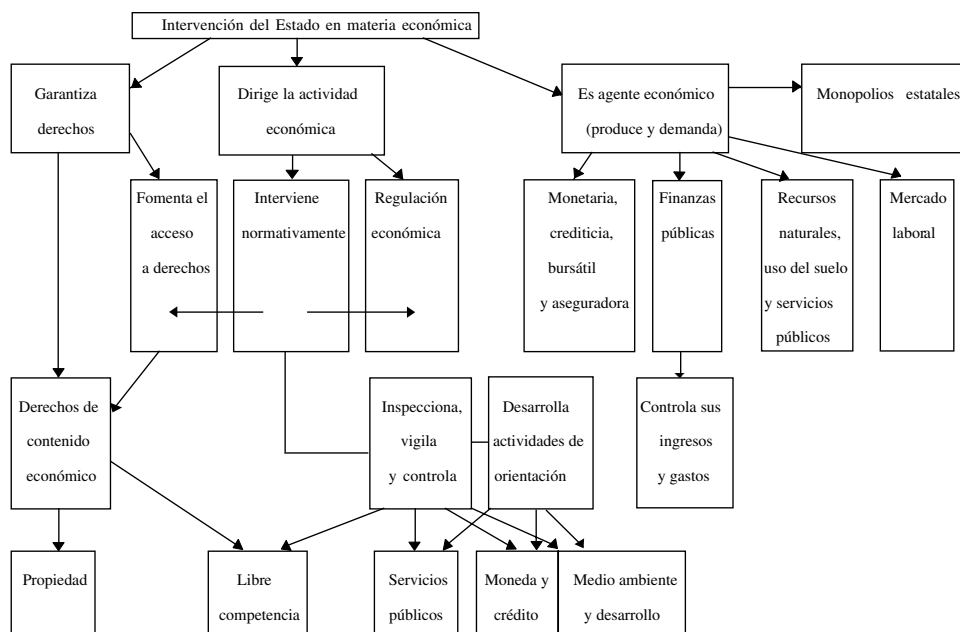 Intervención del Estado en materia económica
Garantiza
derechos
Dirige la actividad
económica
Es agente económico
(produce y demanda)
Monopolios estatales
Fomenta el
acceso
a derechos
Interviene
normativamente
Regulación
económica
Monetaria,
crediticia,
bursátil
y aseguradora
Finanzas
públicas
Recursos
naturales,
uso del suelo
y servicios
públicos
Mercado
laboral
Derechos de
contenido
económico
Inspecciona,
vigila
y controla
Desarrolla
actividades de
orientación
Controla sus
ingresos
y gastos
Propiedad
Libre
competencia
Servicios
públicos
Moneda y
crédito
Medio ambiente
y desarrollo